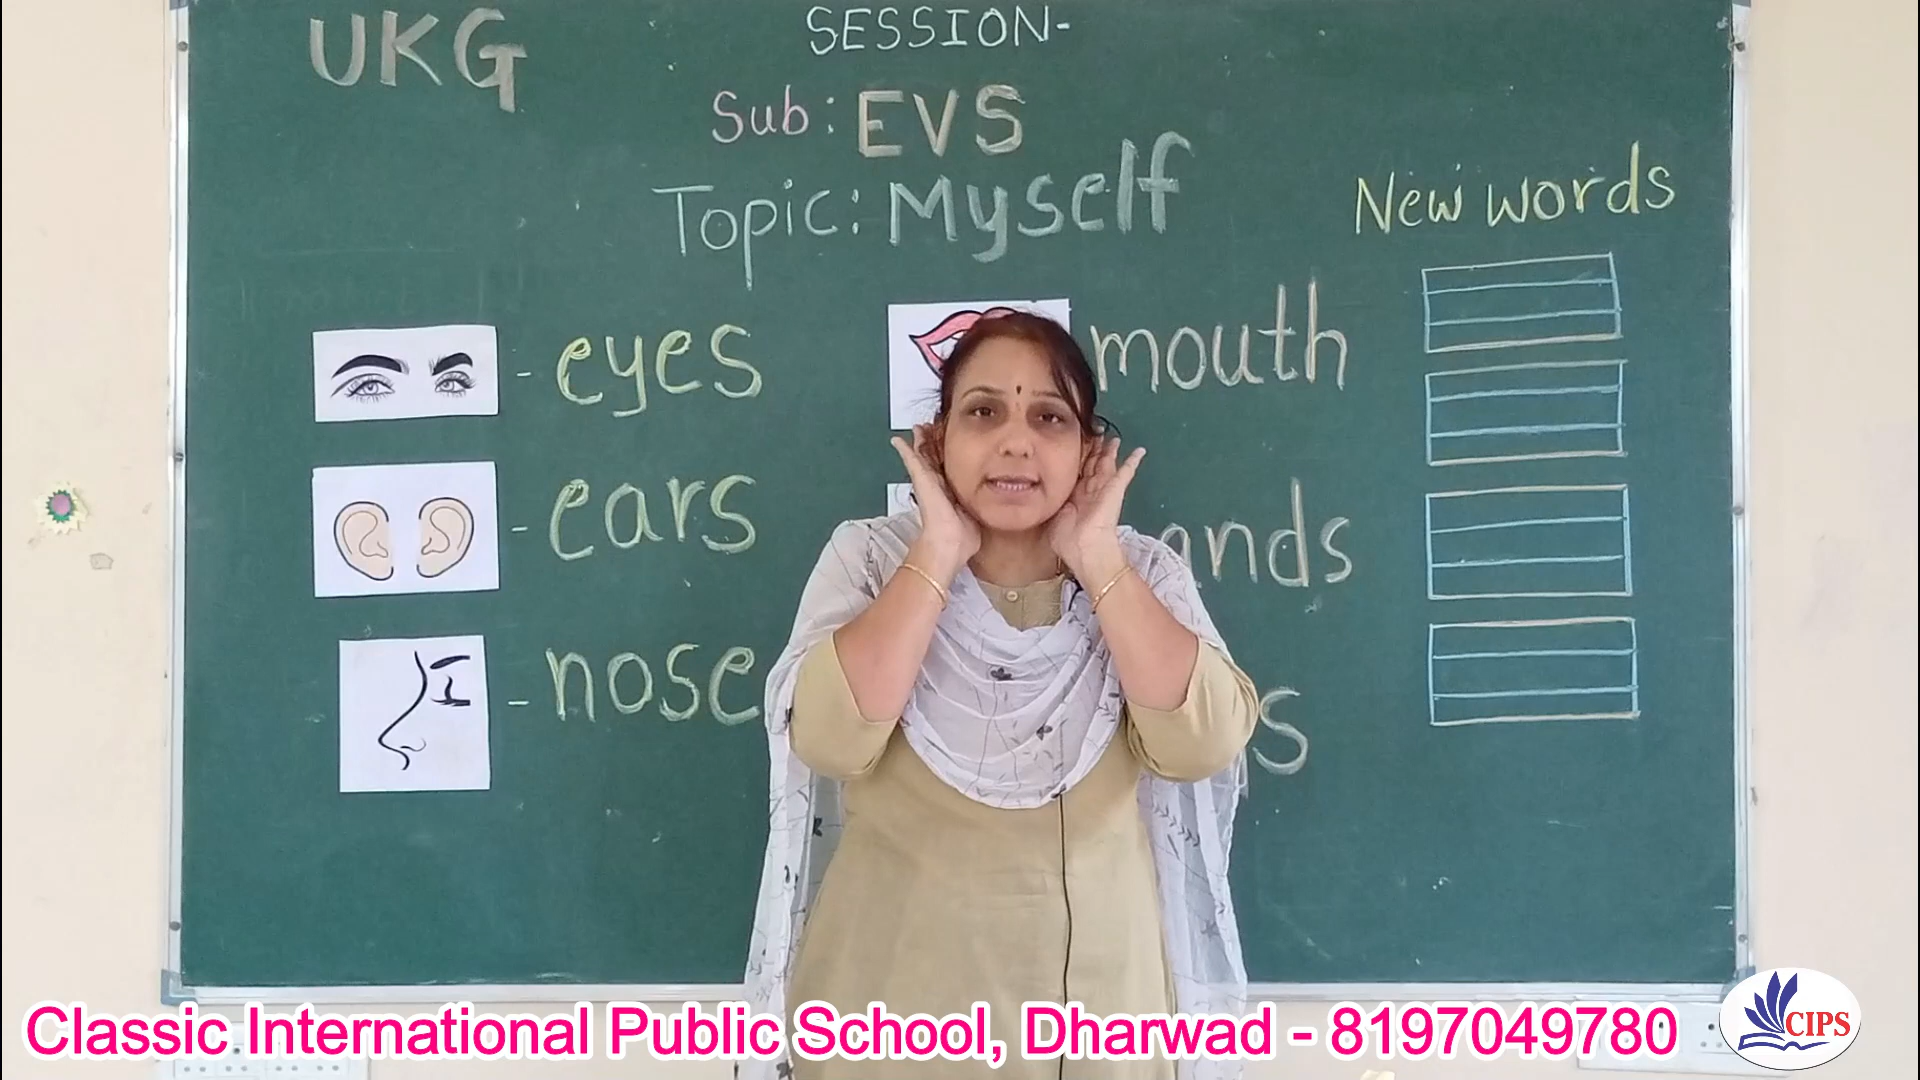 UKG
SESSION-
Sub: EVS
Topic: Myself
New words
- eyes
mouth
- ears
ands
- nose
s
Classic International Public School, Dharwad - 8197049780
CIPS